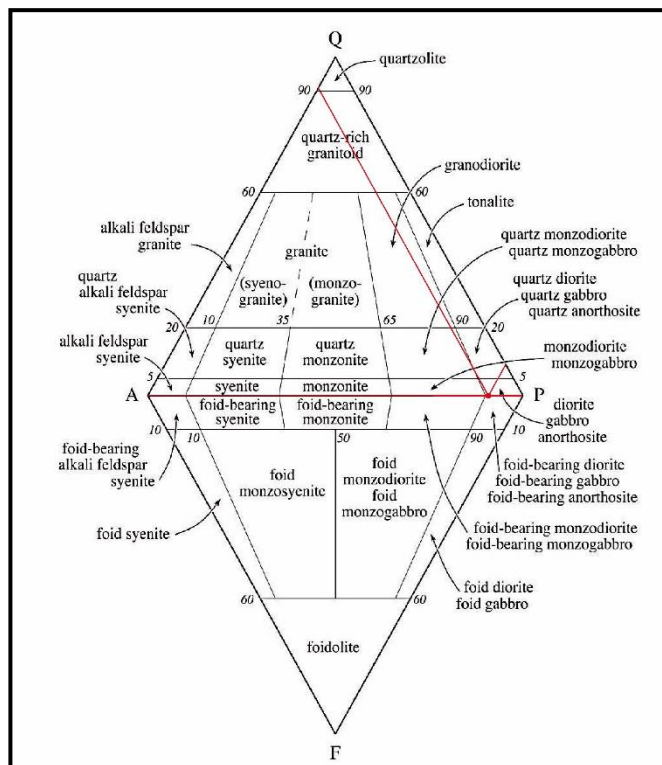 Q
quartzolite
90
90
quartz-rich
granitoid
granodiorite
60
60
tonalite
alkali feldspar
granite
granite
quartz monzodiorite
quartz monzogabbro
quartz
alkali feldspar
syenite
(syeno-
granite)
(monzo-
granite)
quartz diorite
quartz gabbro
quartz anorthosite
20
10
35
65
90
20
alkali feldspar
syenite
quartz
syenite
quartz
monzonite
monzodiorite
monzogabbro
5
syenite
monzonite
5
A
P
foid-bearing
syenite
foid-bearing
monzonite
diorite
gabbro
anorthosite
10
10
50
90
10
foid-bearing
alkali feldspar
syenite
foid
monzosyenite
foid
monzodiorite
foid
monzogabbro
foid-bearing diorite
foid-bearing gabbro
foid-bearing anorthosite
foid syenite
foid-bearing monzodiorite
foid-bearing monzogabbro
foid diorite
foid gabbro
60
60
foidolite
F